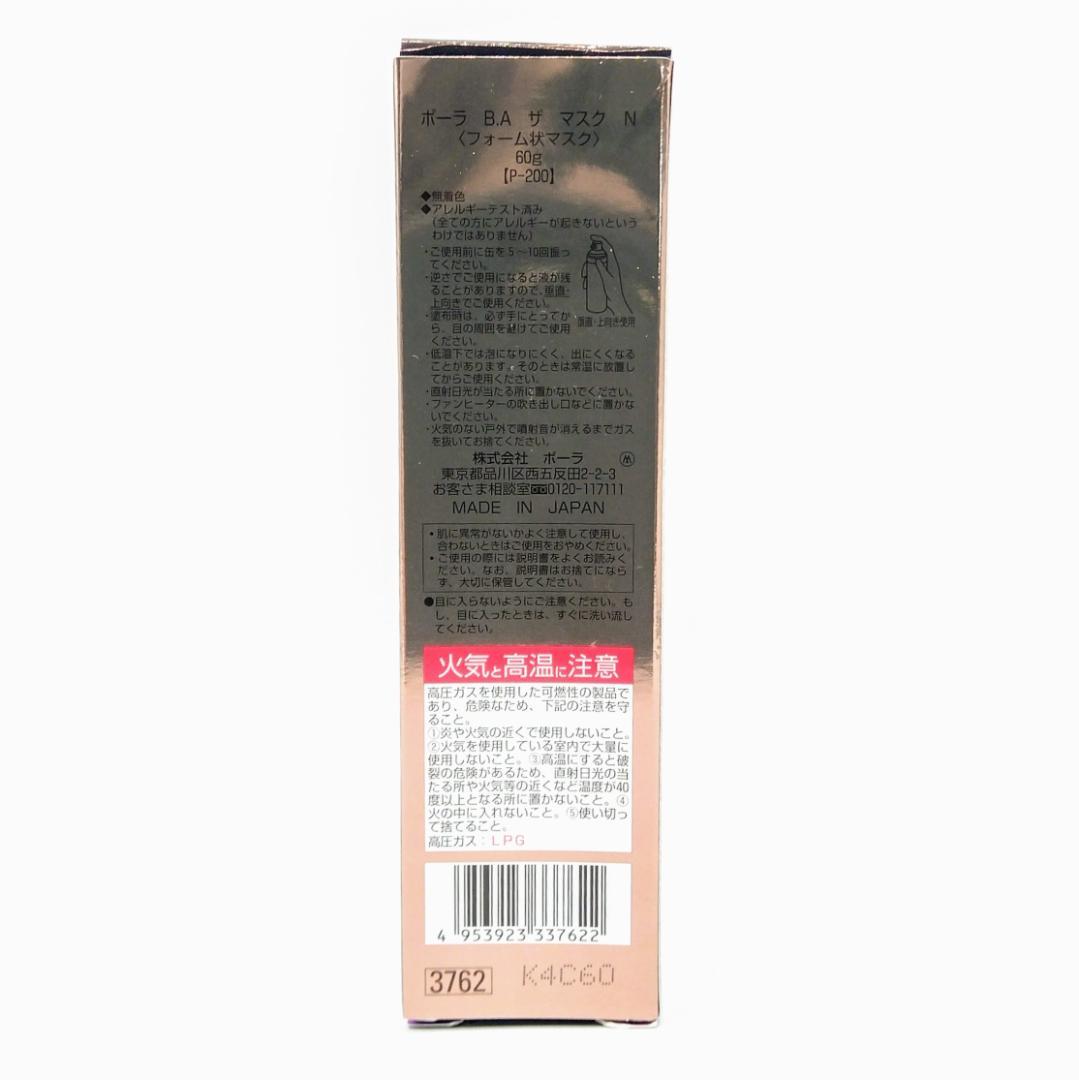 ポーラ B.A ザ マスク N
〈フォーム状マスク〉
60g
【P-200】
◆無着色
◆アレルギーテスト済み
(全ての方にアレルギーが起きないという
わけではありません)
・ご使用前に缶を5〜10回振っ
てください。
・逆さでご使用になると液が残
ることがありますので、垂直・
上向きでご使用ください。
・塗布時は、必ず手にとってか
ら、目の周囲を避けてご使用
ください。
垂直・上向き使用
・低温下では泡になりにくく、出にくくなる
ことがあります。そのときは常温に放置し
てからご使用ください。
・直射日光が当たる所に置かないでください。
・ファンヒーターの吹き出し口などに置かな
いでください。
・火気のない戸外で噴射音が消えるまでガス
を抜いてお捨てください。
株式会社 ポーラ
東京都品川区西五反田2-2-3
お客さま相談室0120-117111
MADE IN JAPAN
・肌に異常がないかよく注意して使用し、
合わないときはご使用をおやめください。
・ご使用の際には説明書をよくお読みく
ださい。なお、説明書はお捨てになら
ず、大切に保管してください。
●目に入らないようにご注意ください。も
し、目に入ったときは、すぐに洗い流し
てください。
火気と高温に注意
高圧ガスを使用した可燃性の製品で
あり、危険なため、下記の注意を守
ること。
①炎や火気の近くで使用しないこと。
②火気を使用している室内で大量に
使用しないこと。③高温にすると破
裂の危険があるため、直射日光の当
たる所や火気等の近くなど温度が40
度以上となる所に置かないこと。④
火の中に入れないこと。⑤使い切っ
て捨てること。
高圧ガス：LPG
4 953923 337622
3762 K4C60